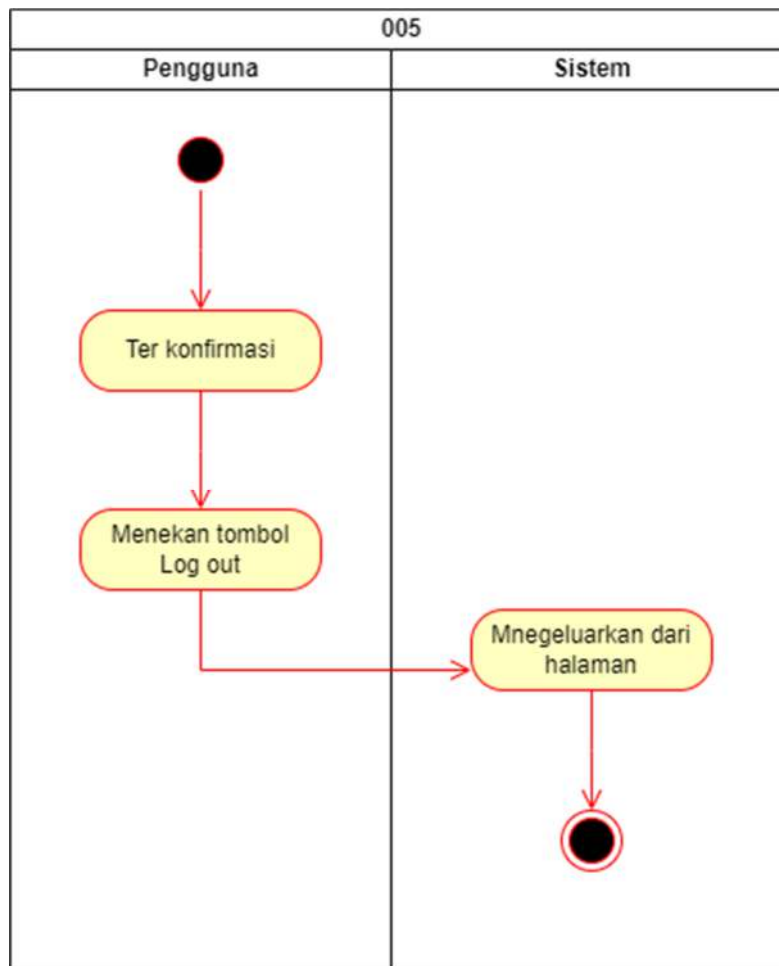 005
Pengguna
Sistem
Ter konfirmasi
Menekan tombol
Log out
Mnegeluarkan dari
halaman